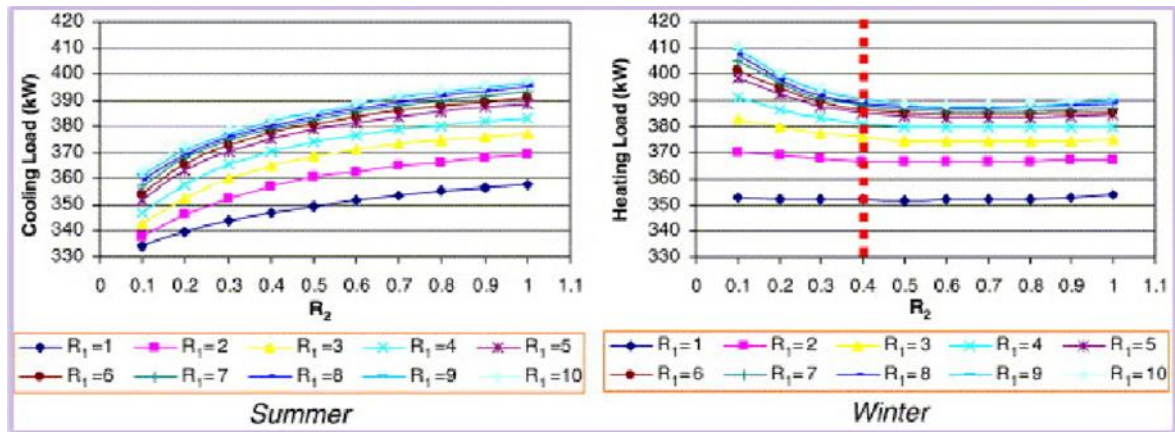 Cooling Load (kW)
420
410
400
390
380
370
360
350
340
330
0 0.1 0.2 0.3 0.4 0.5 0.6 0.7 0.8 0.9 1 1.1
R₂
R₁=1 R₁=2 R₁=3 R₁=4 R₁=5
R₁=6 R₁=7 R₁=8 R₁=9 R₁=10
Summer
Heating Load (kW)
420
410
400
390
380
370
360
350
340
330
0 0.1 0.2 0.3 0.4 0.5 0.6 0.7 0.8 0.9 1 1.1
R₂
R₁=1 R₁=2 R₁=3 R₁=4 R₁=5
R₁=6 R₁=7 R₁=8 R₁=9 R₁=10
Winter